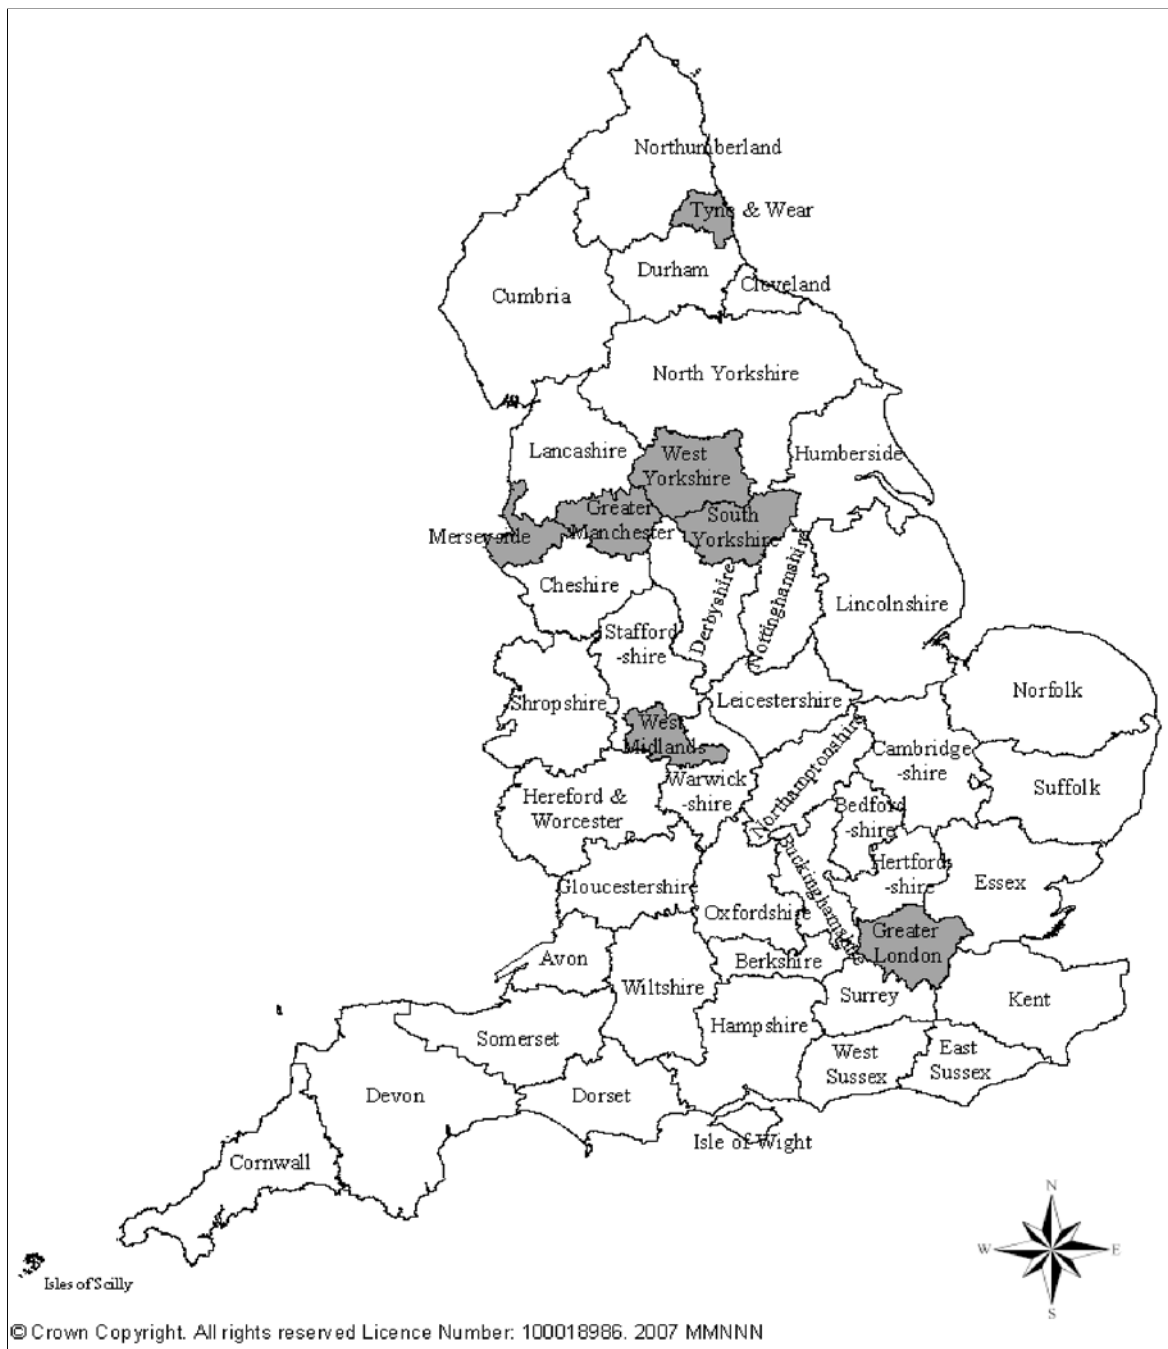 Northumberland
Tyne & Wear
Durham
Cleveland
Cumbria
North Yorkshire
Lancashire
West
Yorkshire
Humberside
Greater
Manchester
South
Yorkshire
Merseyside
Cheshire
Derbyshire
Nottinghamshire
Lincolnshire
Stafford
-shire
Shropshire
Leicestershire
Norfolk
West
Midlands
Northamptonshire
Cambridge
-shire
Suffolk
Warwick
-shire
Hereford &
Worcester
Bedford
-shire
Buckinghamshire
Hertford
-shire
Essex
Gloucestershire
Oxfordshire
Greater
London
Avon
Berkshire
Wiltshire
Surrey
Kent
Somerset
Hampshire
West
Sussex
East
Sussex
Devon
Dorset
Isle of Wight
Cornwall
Isles of Scilly
N
W
E
S
© Crown Copyright. All rights reserved Licence Number: 100018986. 2007 MMNNN